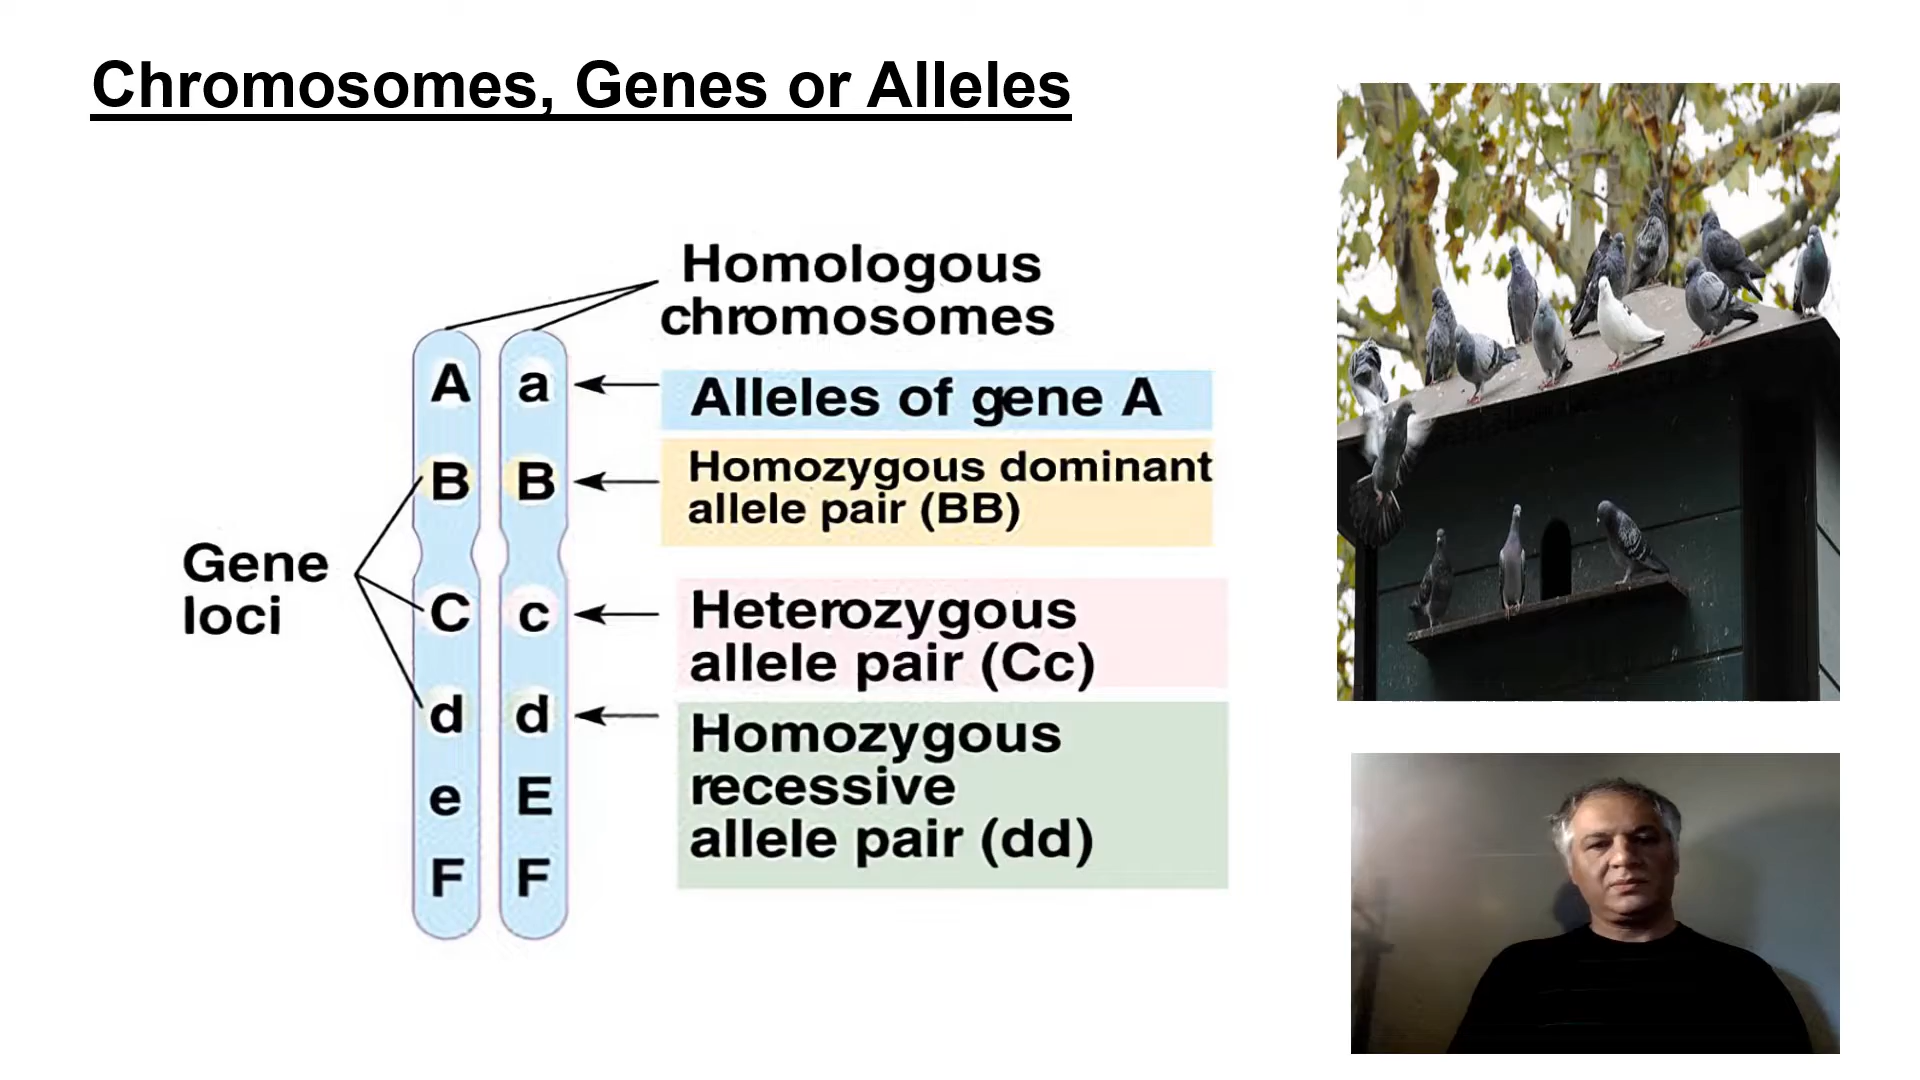 Chromosomes, Genes or Alleles
Homologous
chromosomes
A a
Alleles of gene A
B B
Homozygous dominant
allele pair (BB)
Gene
loci
C c
Heterozygous
allele pair (Cc)
d d
Homozygous
recessive
allele pair (dd)
e E
F F